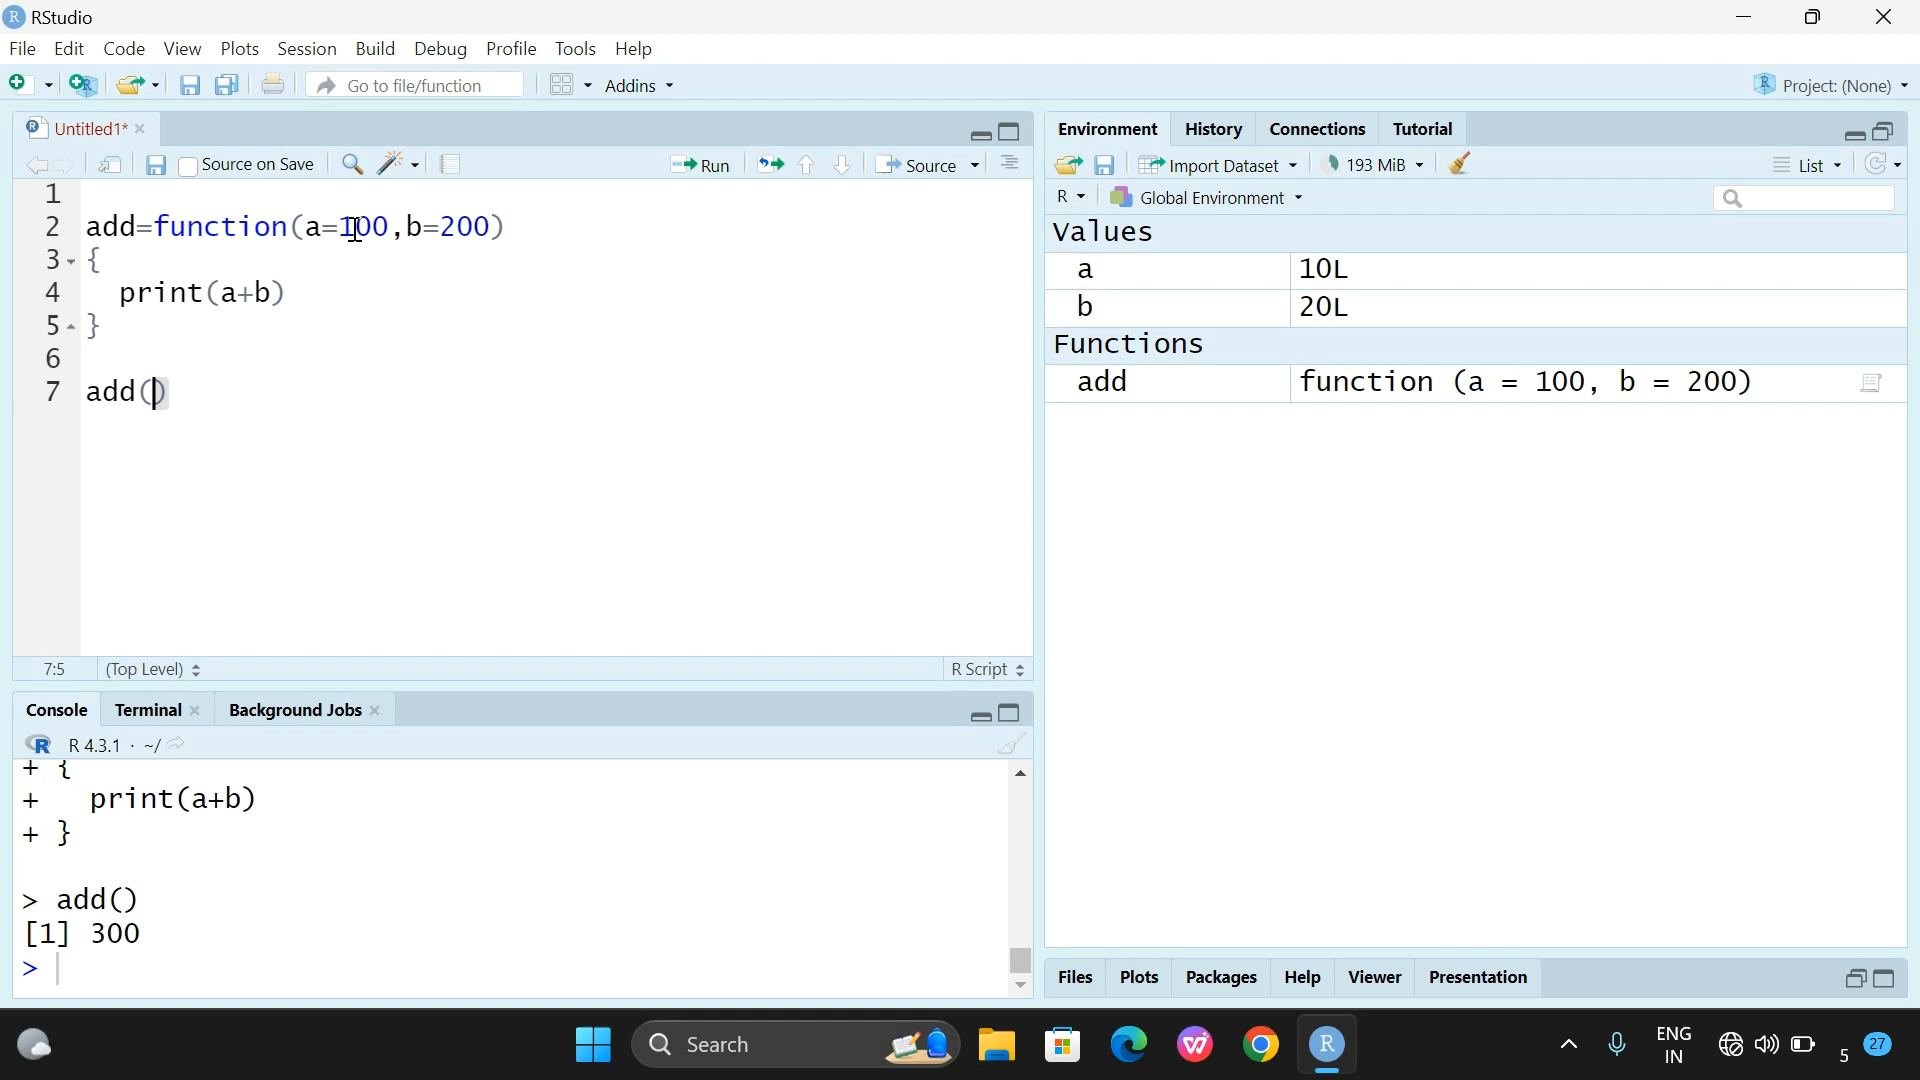 RStudio
File Edit Code View Plots Session Build Debug Profile Tools Help
Go to file/function Addins Project: (None)
Untitled1*
Source on Save Run Source
1
2 add=function(a=100,b=200)
3 {
4 print(a+b)
5 }
6
7 add()
7:5 (Top Level) R Script
Console Terminal Background Jobs
R 4.3.1 · ~/
+ {
+ print(a+b)
+ }
> add()
[1] 300
>
Environment History Connections Tutorial
Import Dataset 193 MiB List
R Global Environment
Values
a 10L
b 20L
Functions
add function (a = 100, b = 200)
Files Plots Packages Help Viewer Presentation
Search
ENG
IN
5 27